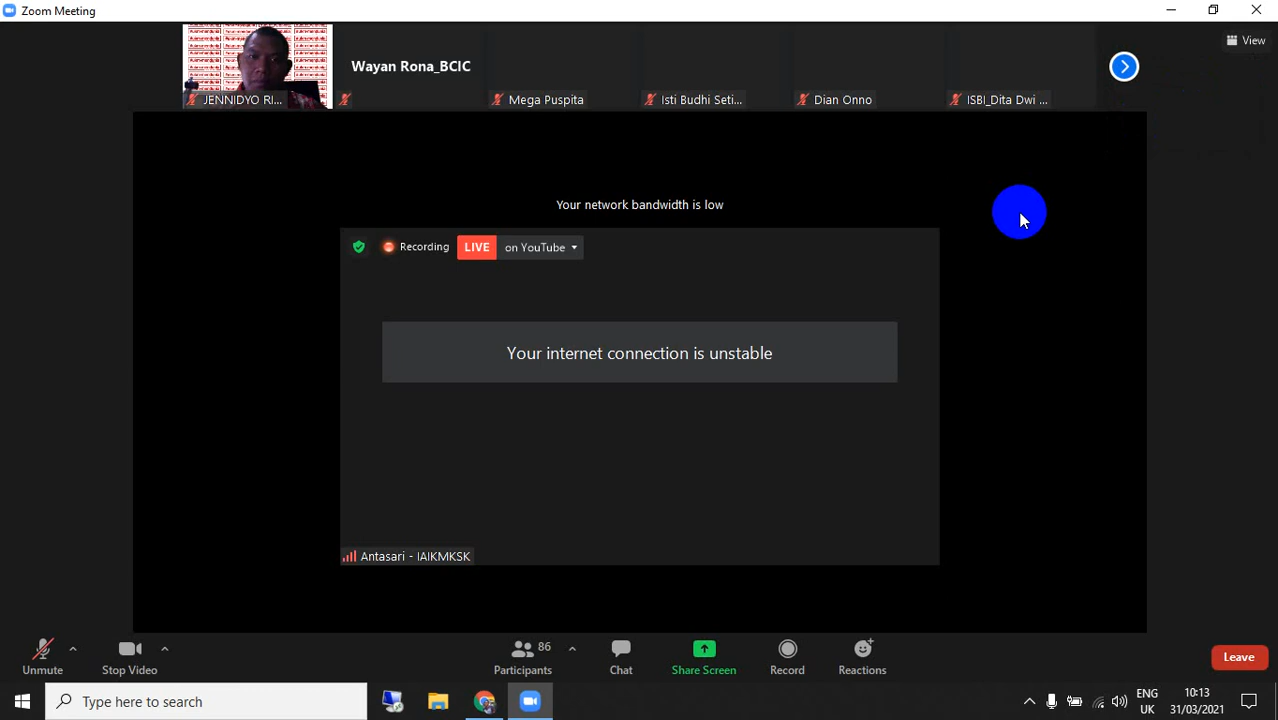 Zoom Meeting
View
Wayan Rona_BCIC
JENNIDYO RI...
Mega Puspita
Isti Budhi Seti...
Dian Onno
ISBI_Dita Dwi ...
Your network bandwidth is low
Recording
LIVE
on YouTube
Your internet connection is unstable
Antasari - IAIKMKSK
Unmute
Stop Video
86
Participants
Chat
Share Screen
Record
Reactions
Leave
Type here to search
ENG
UK
10:13
31/03/2021